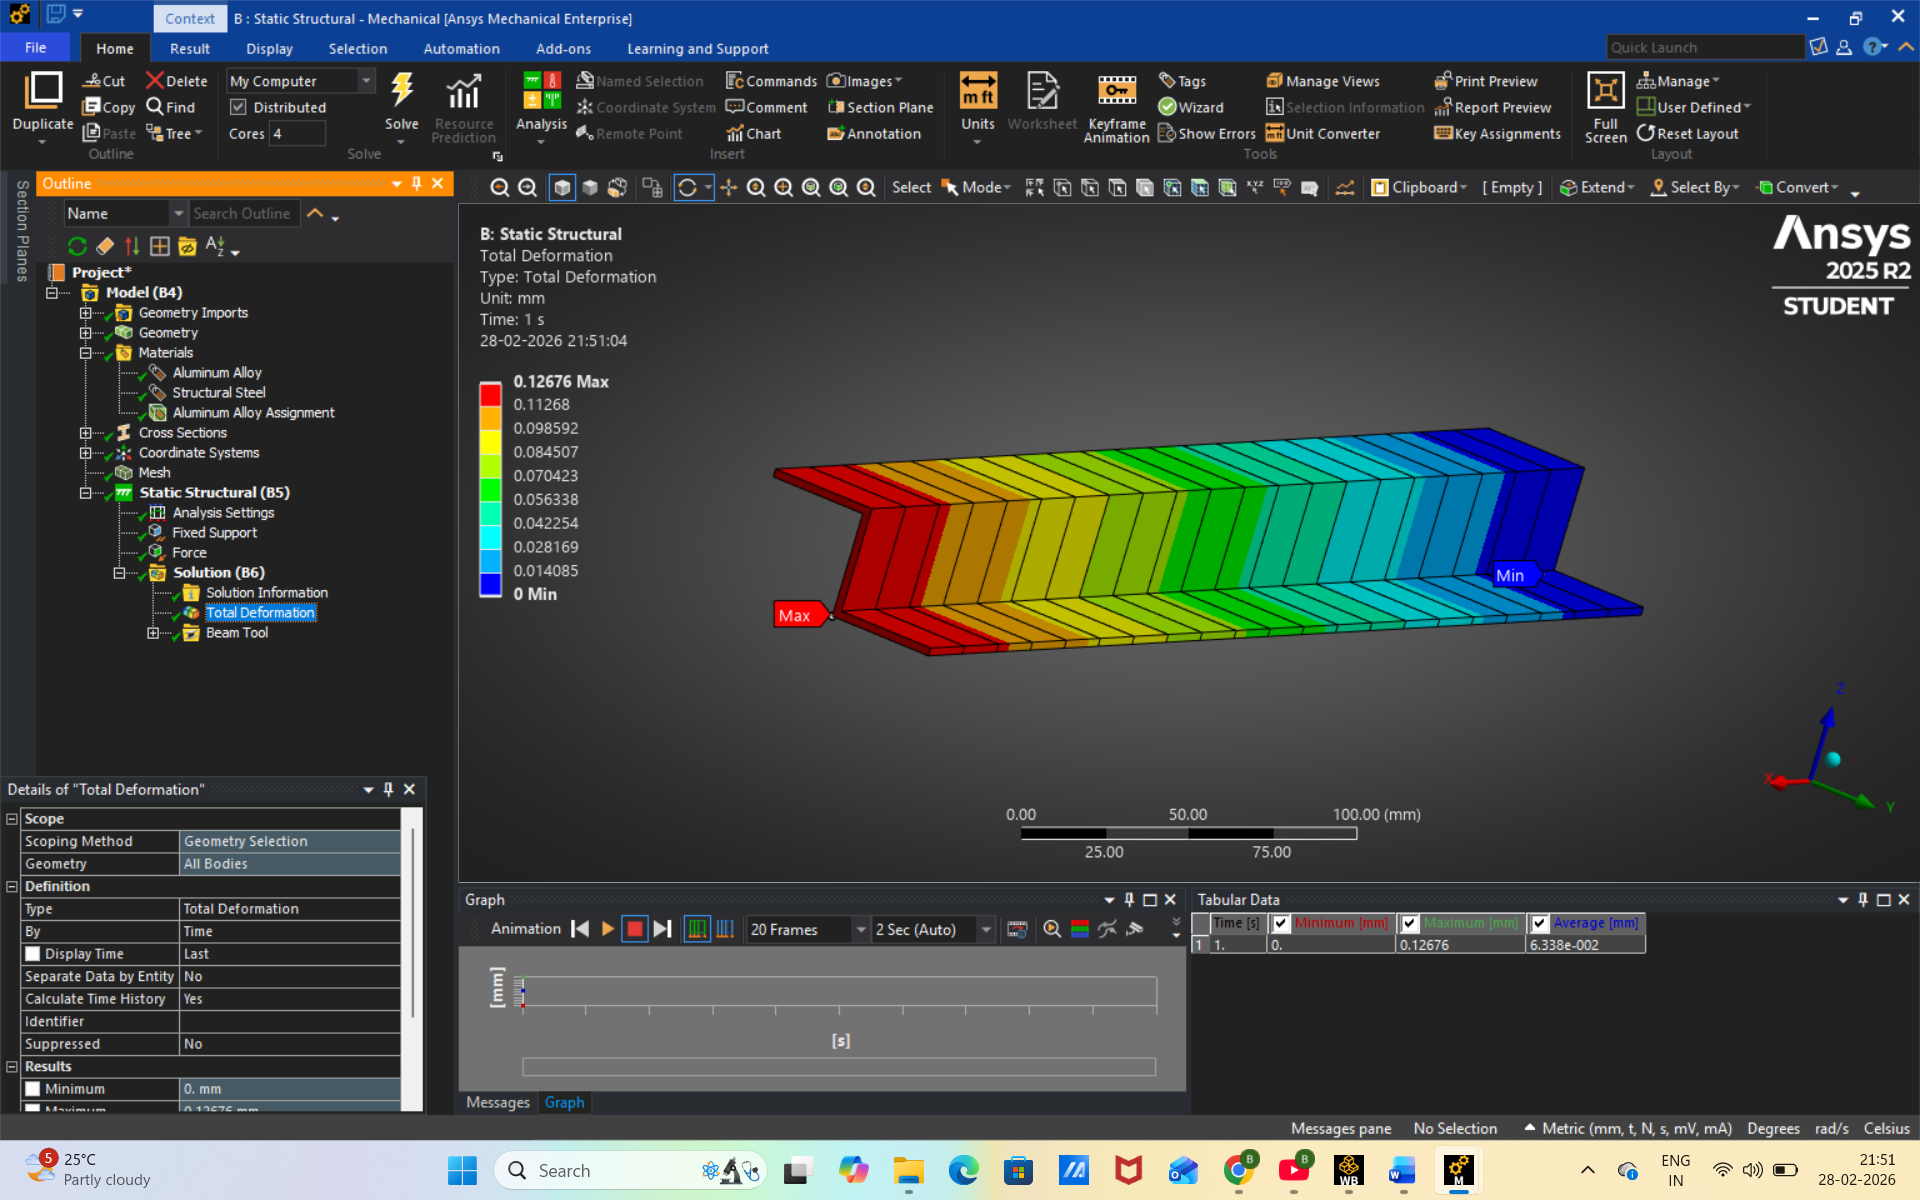 Context
B : Static Structural - Mechanical [Ansys Mechanical Enterprise]
File
Home
Result
Display
Selection
Automation
Add-ons
Learning and Support
Quick Launch
Duplicate
Cut
Copy
Paste
Delete
Find
Tree
Outline
My Computer
Distributed
Cores 4
Solve
Resource Prediction
Solve
Analysis
Named Selection
Coordinate System
Remote Point
Commands
Comment
Chart
Images
Section Plane
Annotation
Insert
Units
Worksheet
Keyframe Animation
Tags
Wizard
Show Errors
Manage Views
Selection Information
Unit Converter
Print Preview
Report Preview
Key Assignments
Tools
Full Screen
Manage
User Defined
Reset Layout
Layout
Section Planes
Outline
Name
Search Outline
Select
Mode
Clipboard
[ Empty ]
Extend
Select By
Convert
Project*
Model (B4)
Geometry Imports
Geometry
Materials
Aluminum Alloy
Structural Steel
Aluminum Alloy Assignment
Cross Sections
Coordinate Systems
Mesh
Static Structural (B5)
Analysis Settings
Fixed Support
Force
Solution (B6)
Solution Information
Total Deformation
Beam Tool
B: Static Structural
Total Deformation
Type: Total Deformation
Unit: mm
Time: 1 s
28-02-2026 21:51:04
0.12676 Max
0.11268
0.098592
0.084507
0.070423
0.056338
0.042254
0.028169
0.014085
0 Min
Ansys
2025 R2
STUDENT
Max
Min
Z
X
Y
0.00 50.00 100.00 (mm)
25.00 75.00
Details of "Total Deformation"
Scope
Scoping Method Geometry Selection
Geometry All Bodies
Definition
Type Total Deformation
By Time
Display Time Last
Separate Data by Entity No
Calculate Time History Yes
Identifier
Suppressed No
Results
Minimum 0. mm
Maximum 0.12676 mm
Graph
Animation
20 Frames
2 Sec (Auto)
[mm]
[s]
Messages Graph
Tabular Data
Time [s] Minimum [mm] Maximum [mm] Average [mm]
1 1. 0. 0.12676 6.338e-002
Messages pane
No Selection
Metric (mm, t, N, s, mV, mA)
Degrees
rad/s
Celsius
5
25°C
Partly cloudy
Search
B
B
WB
W
M
ENG
IN
21:51
28-02-2026